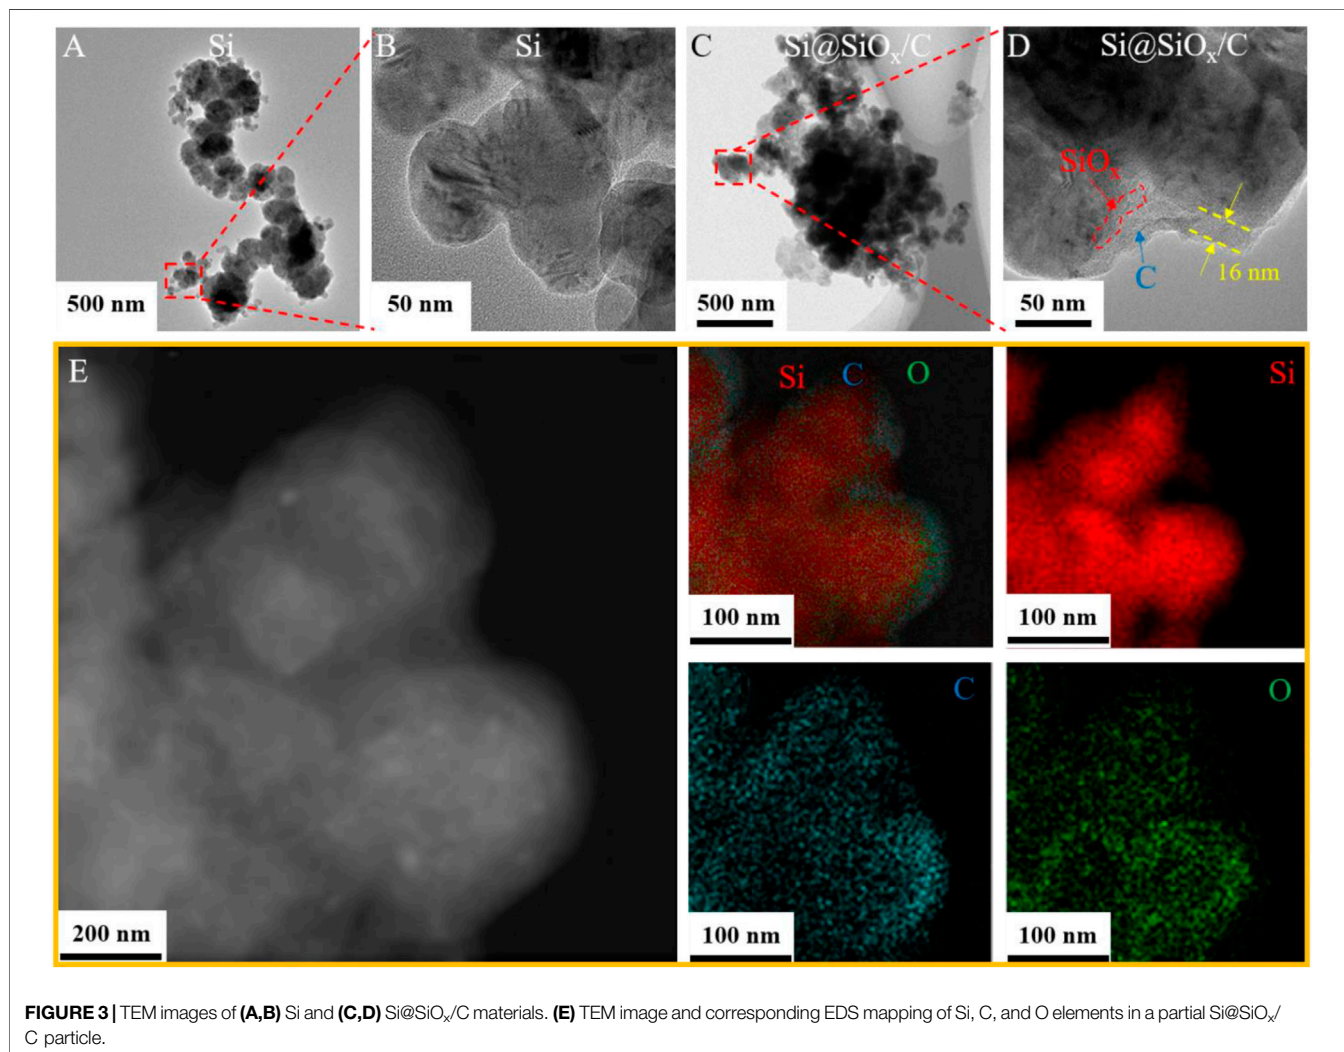 A
Si
500 nm
B
Si
50 nm
C
Si@SiOₓ/C
500 nm
D
Si@SiOₓ/C
SiOₓ
C
16 nm
50 nm
E
200 nm
Si C O
100 nm
Si
100 nm
C
100 nm
O
100 nm
FIGURE 3 | TEM images of (A,B) Si and (C,D) Si@SiOₓ/C materials. (E) TEM image and corresponding EDS mapping of Si, C, and O elements in a partial Si@SiOₓ/
C particle.